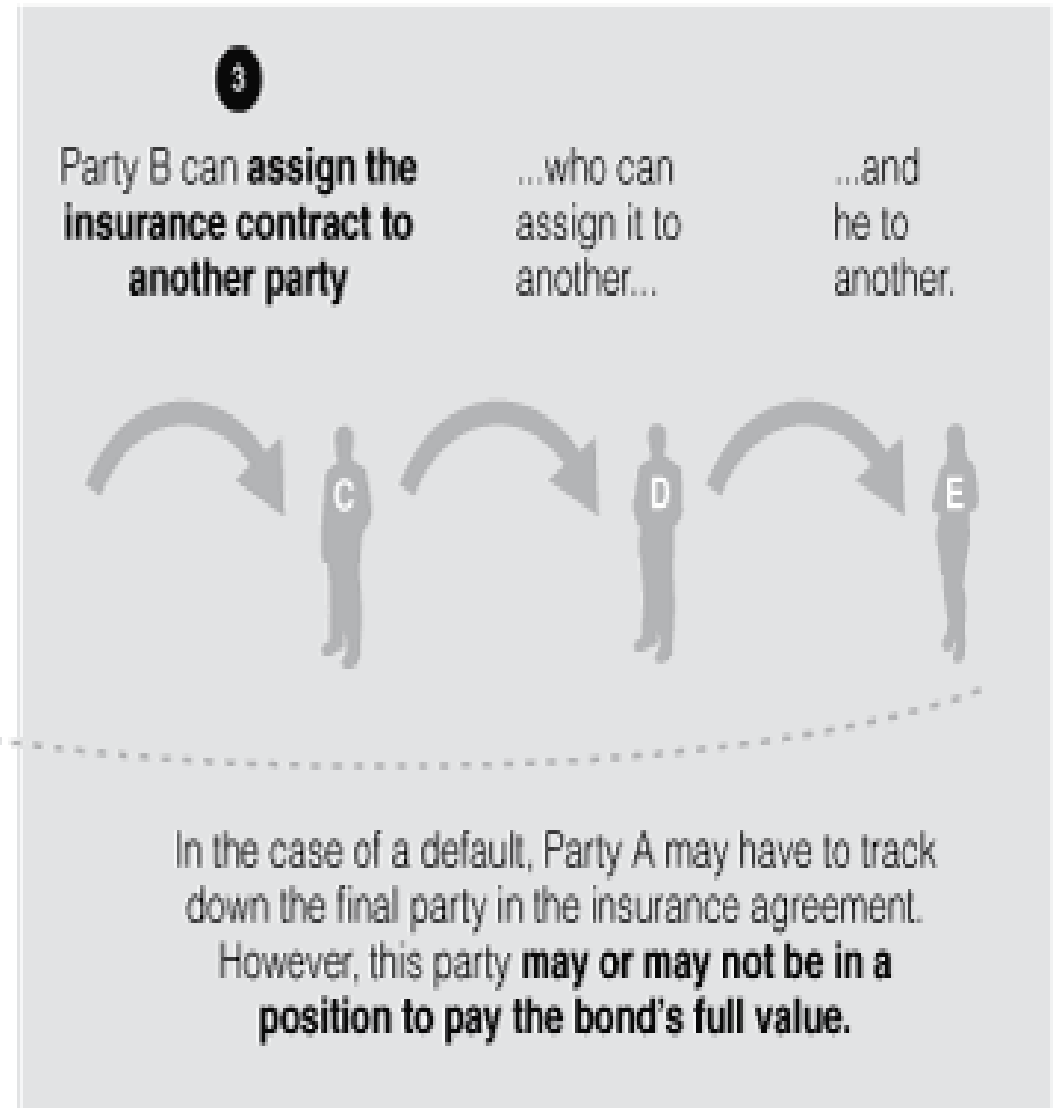 3
Party B can assign the
insurance contract to
another party
...who can
assign it to
another...
...and
he to
another.
C
D
E
In the case of a default, Party A may have to track
down the final party in the insurance agreement.
However, this party may or may not be in a
position to pay the bond's full value.